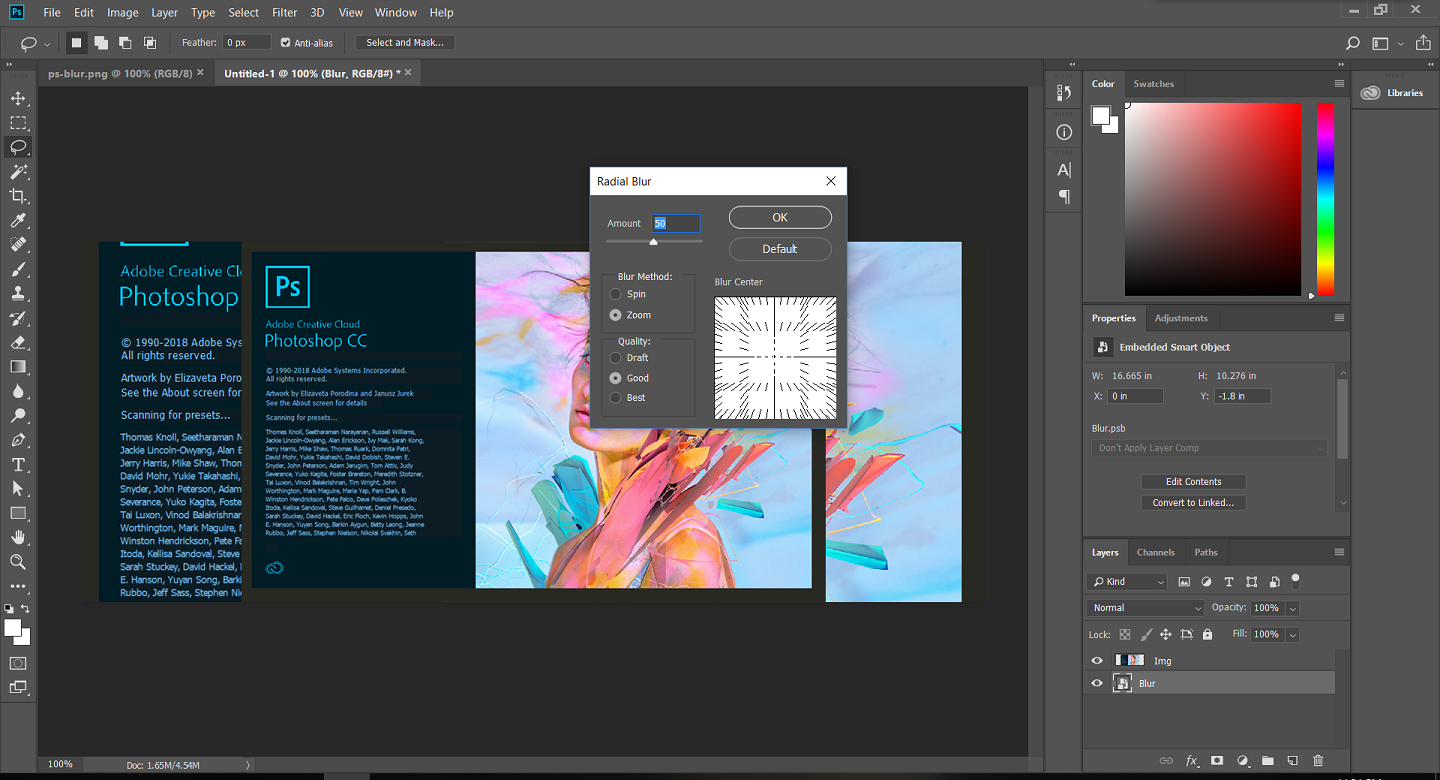 Ps
File Edit Image Layer Type Select Filter 3D View Window Help
Feather: 0 px
Anti-alias
Select and Mask...
ps-blur.png @ 100% (RGB/8) ×
Untitled-1 @ 100% (Blur, RGB/8#) * ×
Adobe Creative Clo
Photoshop
© 1990-2018 Adobe Sys
All rights reserved.
Artwork by Elizaveta Porodi
See the About screen for
Scanning for presets...
Thomas Knoll, Seetharaman N
Jackie Lincoln-Owyang, Alan E
Jerry Harris, Mike Shaw, Thom
David Mohr, Yukie Takahashi,
Snyder, John Peterson, Adam
Severance, Yuko Kagita, Foste
Tai Luxon, Vinod Balakrishnan
Worthington, Mark Maguire, M
Winston Hendrickson, Pete Fa
Itoda, Kellisa Sandoval, Steve
Sarah Stuckey, David Hackel, E
E. Hanson, Yuyan Song, Barki
Rubbo, Jeff Sass, Stephen Nie
Ps
Adobe Creative Cloud
Photoshop CC
© 1990-2018 Adobe Systems Incorporated.
All rights reserved.
Artwork by Elizaveta Porodina and Janusz Jurek
See the About screen for details
Scanning for presets...
Thomas Knoll, Seetharaman Narayanan, Russell Williams,
Jackie Lincoln-Owyang, Alan Erickson, Ivy Mak, Sarah Kong,
Jerry Harris, Mike Shaw, Thomas Ruark, Domnita Petri,
David Mohr, Yukie Takahashi, David Dobish, Steven E.
Snyder, John Peterson, Adam Jerugim, Tom Attix, Judy
Severance, Yuko Kagita, Foster Brereton, Meredith Stotzner,
Tai Luxon, Vinod Balakrishnan, Tim Wright, John
Worthington, Mark Maguire, Maria Yap, Pam Clark, B.
Winston Hendrickson, Pete Falco, Dave Polaschek, Kyoko
Itoda, Kellisa Sandoval, Steve Guilhamet, Daniel Presedo,
Sarah Stuckey, David Hackel, Eric Floch, Kevin Hopps, John
E. Hanson, Yuyan Song, Barkin Aygun, Betty Leong, Jeanne
Rubbo, Jeff Sass, Stephen Nielson, Nikolai Svakhin, Seth
Radial Blur
Amount 50
OK
Default
Blur Method:
Spin
Zoom
Quality:
Draft
Good
Best
Blur Center
Color Swatches
Libraries
Properties Adjustments
Embedded Smart Object
W: 16.665 in H: 10.276 in
X: 0 in Y: -1.8 in
Blur.psb
Don't Apply Layer Comp
Edit Contents
Convert to Linked...
Layers Channels Paths
Kind
Normal Opacity: 100%
Lock: Fill: 100%
Img
Blur
100% Doc: 1.65M/4.54M